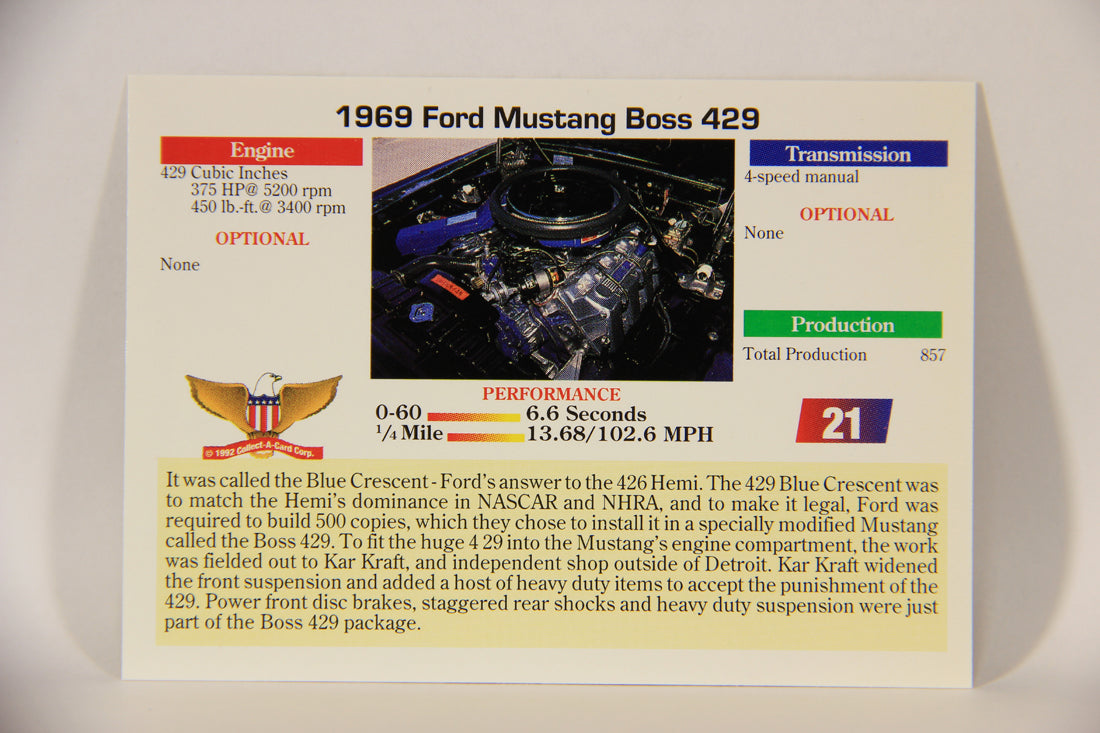 1969 Ford Mustang Boss 429
Engine
429 Cubic Inches
375 HP@ 5200 rpm
450 lb.-ft.@ 3400 rpm
OPTIONAL
None
Transmission
4-speed manual
OPTIONAL
None
Production
Total Production 857
© 1992 Collect-A-Card Corp.
PERFORMANCE
0-60 6.6 Seconds
1/4 Mile 13.68/102.6 MPH
21
It was called the Blue Crescent - Ford's answer to the 426 Hemi. The 429 Blue Crescent was
to match the Hemi's dominance in NASCAR and NHRA, and to make it legal, Ford was
required to build 500 copies, which they chose to install it in a specially modified Mustang
called the Boss 429. To fit the huge 4 29 into the Mustang's engine compartment, the work
was fielded out to Kar Kraft, and independent shop outside of Detroit. Kar Kraft widened
the front suspension and added a host of heavy duty items to accept the punishment of the
429. Power front disc brakes, staggered rear shocks and heavy duty suspension were just
part of the Boss 429 package.